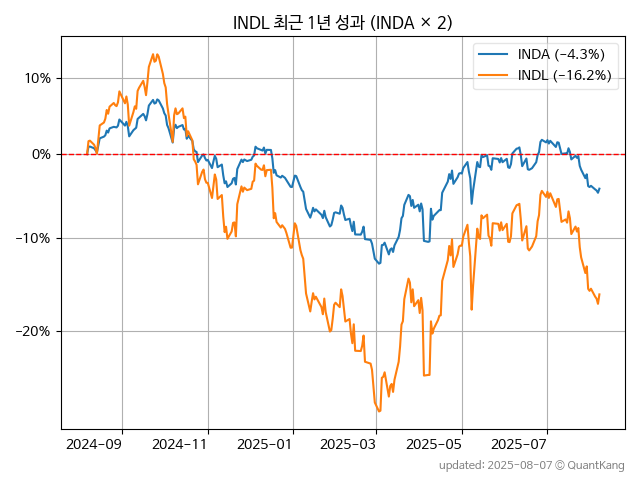 INDL 최근 1년 성과 (INDA × 2)
INDA (−4.3%)
INDL (−16.2%)
10%
0%
−10%
−20%
2024-09 2024-11 2025-01 2025-03 2025-05 2025-07
updated: 2025-08-07 © QuantKang